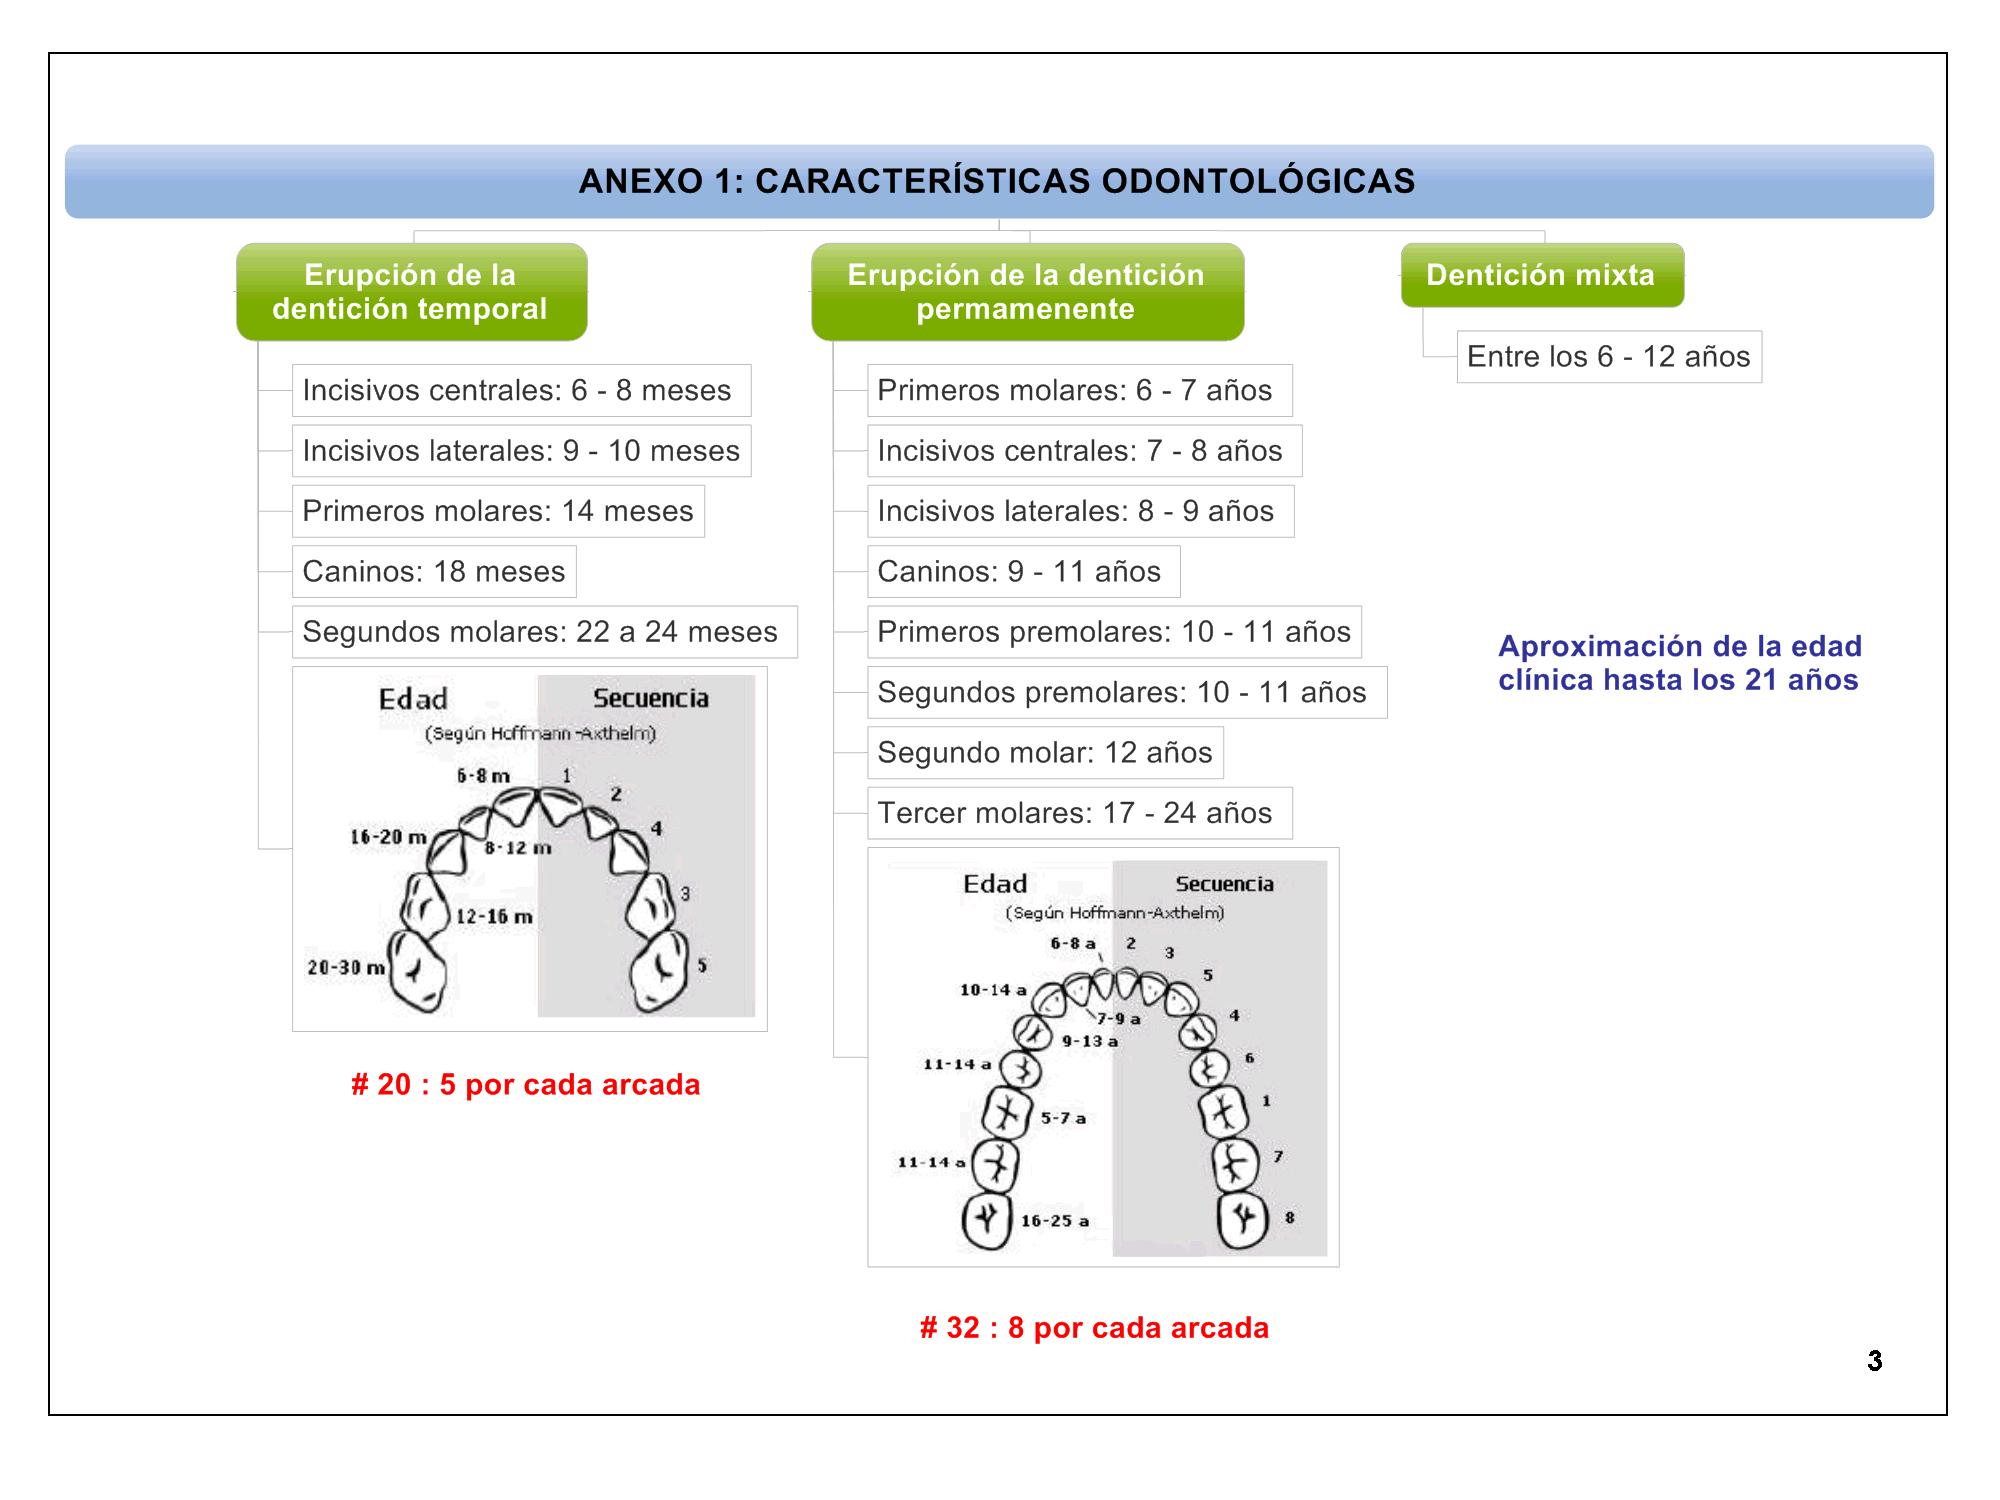 ANEXO 1: CARACTERÍSTICAS ODONTOLÓGICAS
Erupción de la
dentición temporal
Incisivos centrales: 6 - 8 meses
Incisivos laterales: 9 - 10 meses
Primeros molares: 14 meses
Caninos: 18 meses
Segundos molares: 22 a 24 meses
Edad
Secuencia
(Según Hoffmann-Axthelm)
6-8 m
1
2
16-20 m
4
8-12 m
3
12-16 m
20-30 m
5
# 20 : 5 por cada arcada
Erupción de la dentición
permamenente
Primeros molares: 6 - 7 años
Incisivos centrales: 7 - 8 años
Incisivos laterales: 8 - 9 años
Caninos: 9 - 11 años
Primeros premolares: 10 - 11 años
Segundos premolares: 10 - 11 años
Segundo molar: 12 años
Tercer molares: 17 - 24 años
Edad
Secuencia
(Según Hoffmann-Axthelm)
6-8 a
2
3
5
10-14 a
7-9 a
4
9-13 a
11-14 a
6
1
5-7 a
11-14 a
7
16-25 a
8
# 32 : 8 por cada arcada
Dentición mixta
Entre los 6 - 12 años
Aproximación de la edad
clínica hasta los 21 años
3